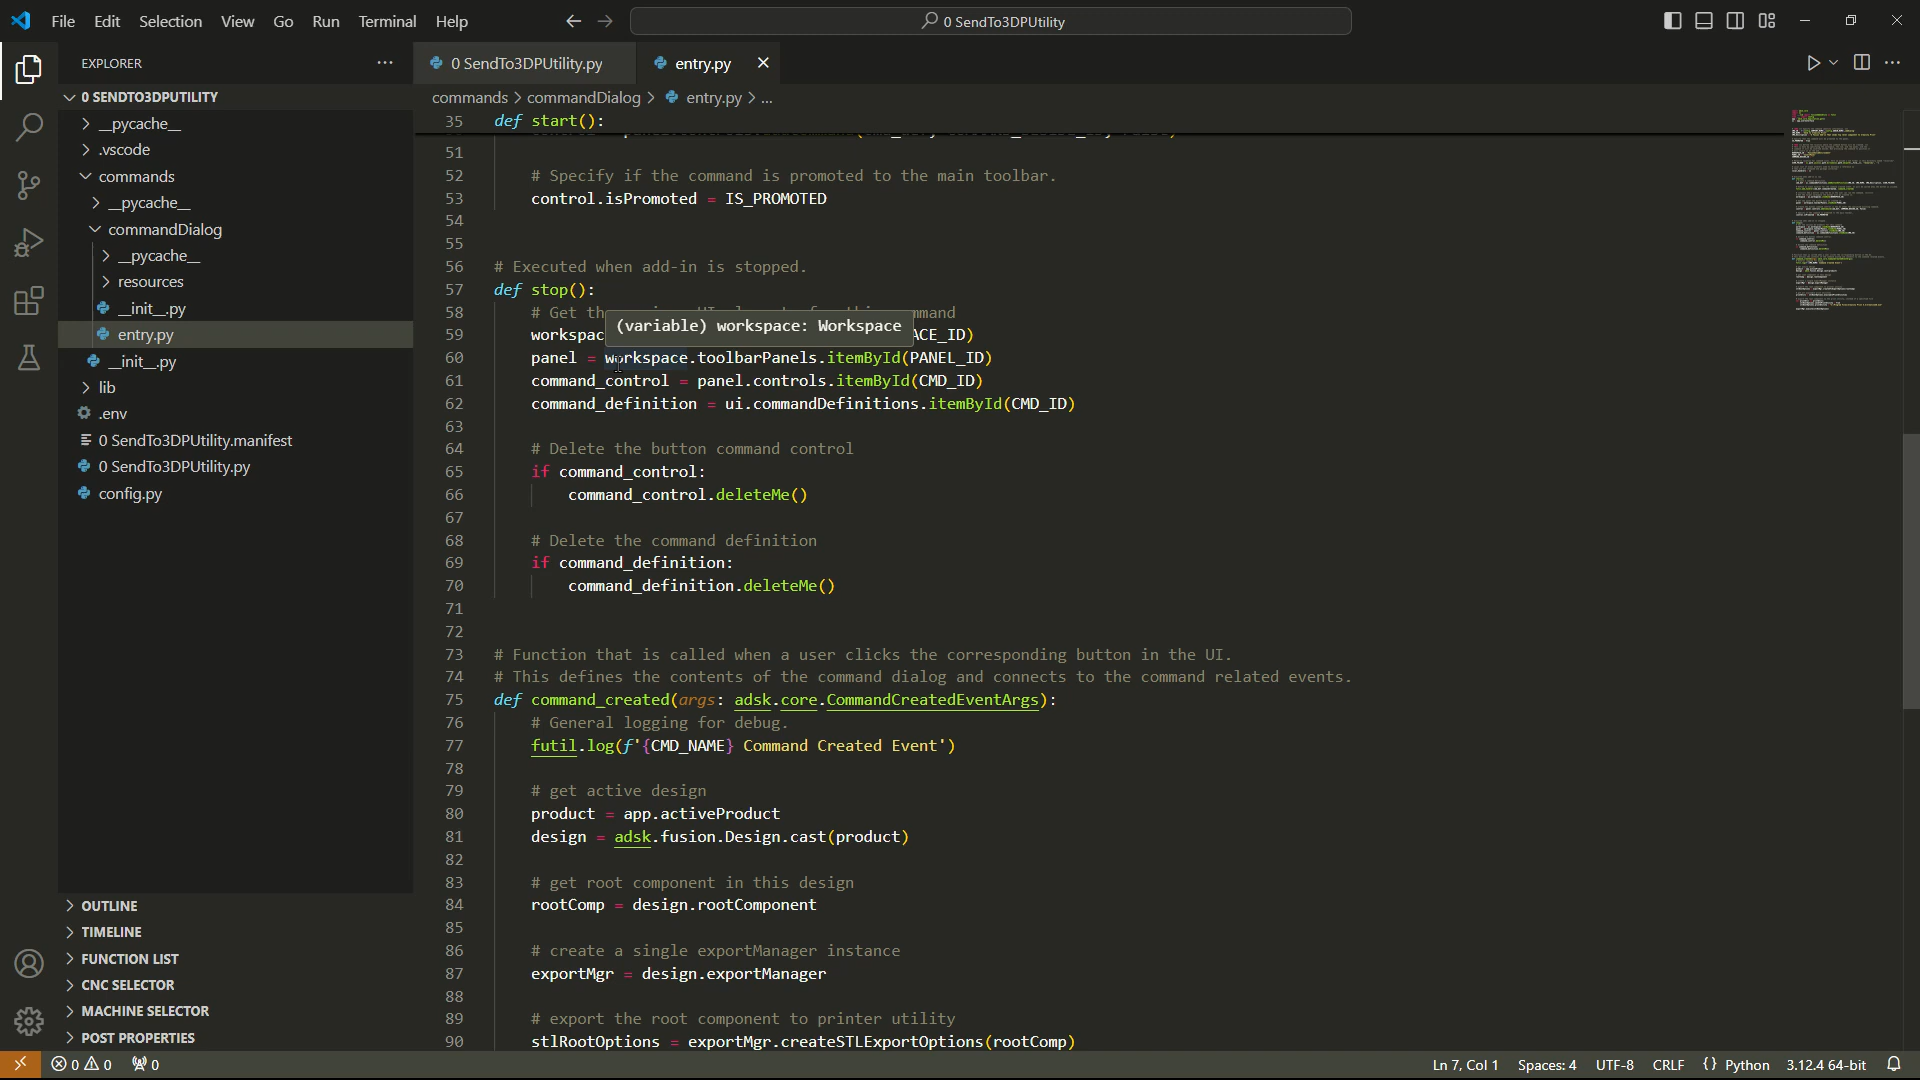 File Edit Selection View Go Run Terminal Help
0 SendTo3DPUtility
EXPLORER
0 SENDTO3DPUTILITY
__pycache__
.vscode
commands
__pycache__
commandDialog
__pycache__
resources
__init__.py
entry.py
__init__.py
lib
.env
0 SendTo3DPUtility.manifest
0 SendTo3DPUtility.py
config.py
OUTLINE
TIMELINE
FUNCTION LIST
CNC SELECTOR
MACHINE SELECTOR
POST PROPERTIES
0 SendTo3DPUtility.py
entry.py
commands > commandDialog > entry.py > ...
35 def start():
51
52 # Specify if the command is promoted to the main toolbar.
53 control.isPromoted = IS_PROMOTED
54
55
56 # Executed when add-in is stopped.
57 def stop():
58 # Get th
(variable) workspace: Workspace
59 workspac ACE_ID)
60 panel = workspace.toolbarPanels.itemById(PANEL_ID)
61 command_control = panel.controls.itemById(CMD_ID)
62 command_definition = ui.commandDefinitions.itemById(CMD_ID)
63
64 # Delete the button command control
65 if command_control:
66 command_control.deleteMe()
67
68 # Delete the command definition
69 if command_definition:
70 command_definition.deleteMe()
71
72
73 # Function that is called when a user clicks the corresponding button in the UI.
74 # This defines the contents of the command dialog and connects to the command related events.
75 def command_created(args: adsk.core.CommandCreatedEventArgs):
76 # General logging for debug.
77 futil.log(f'{CMD_NAME} Command Created Event')
78
79 # get active design
80 product = app.activeProduct
81 design = adsk.fusion.Design.cast(product)
82
83 # get root component in this design
84 rootComp = design.rootComponent
85
86 # create a single exportManager instance
87 exportMgr = design.exportManager
88
89 # export the root component to printer utility
90 stlRootOptions = exportMgr.createSTLExportOptions(rootComp)
0 0 0 Ln 7, Col 1 Spaces: 4 UTF-8 CRLF {} Python 3.12.4 64-bit